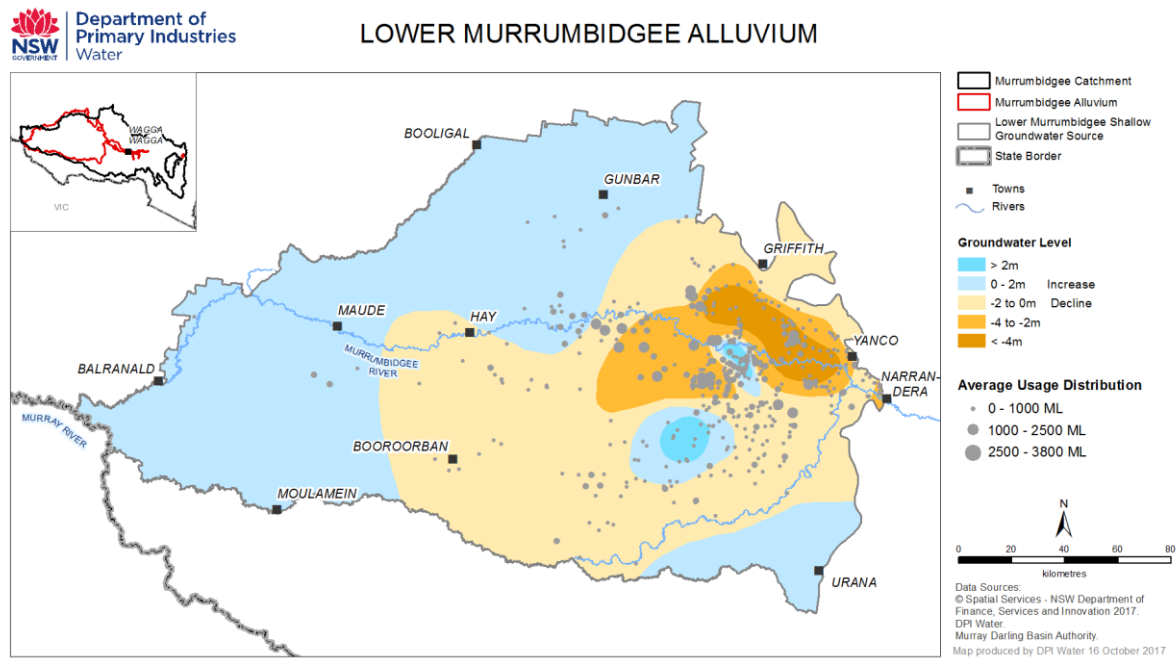 Department of
Primary Industries
Water
NSW
GOVERNMENT
LOWER MURRUMBIDGEE ALLUVIUM
WAGGA
WAGGA
VIC
BOOLIGAL
GUNBAR
GRIFFITH
MAUDE
HAY
MURRUMBIDGEE
RIVER
YANCO
BALRANALD
NARRAN-
DERA
MURRAY RIVER
BOOROORBAN
MOULAMEIN
URANA
Murrumbidgee Catchment
Murrumbidgee Alluvium
Lower Murrumbidgee Shallow
Groundwater Source
State Border
Towns
Rivers
Groundwater Level
> 2m
0 - 2m Increase
-2 to 0m Decline
-4 to -2m
< -4m
Average Usage Distribution
0 - 1000 ML
1000 - 2500 ML
2500 - 3800 ML
N
0 20 40 60 80
kilometres
Data Sources:
© Spatial Services - NSW Department of
Finance, Services and Innovation 2017.
DPI Water.
Murray Darling Basin Authority.
Map produced by DPI Water 16 October 2017